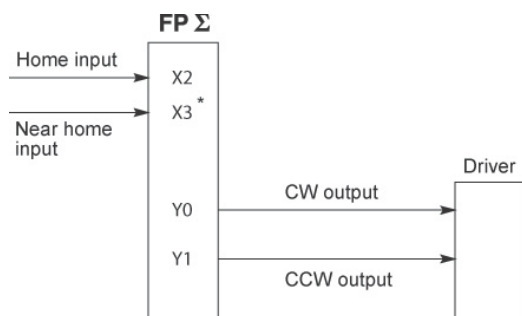 FP Σ
Home input
X2
X3 *
Near home
input
Driver
Y0
CW output
Y1
CCW output